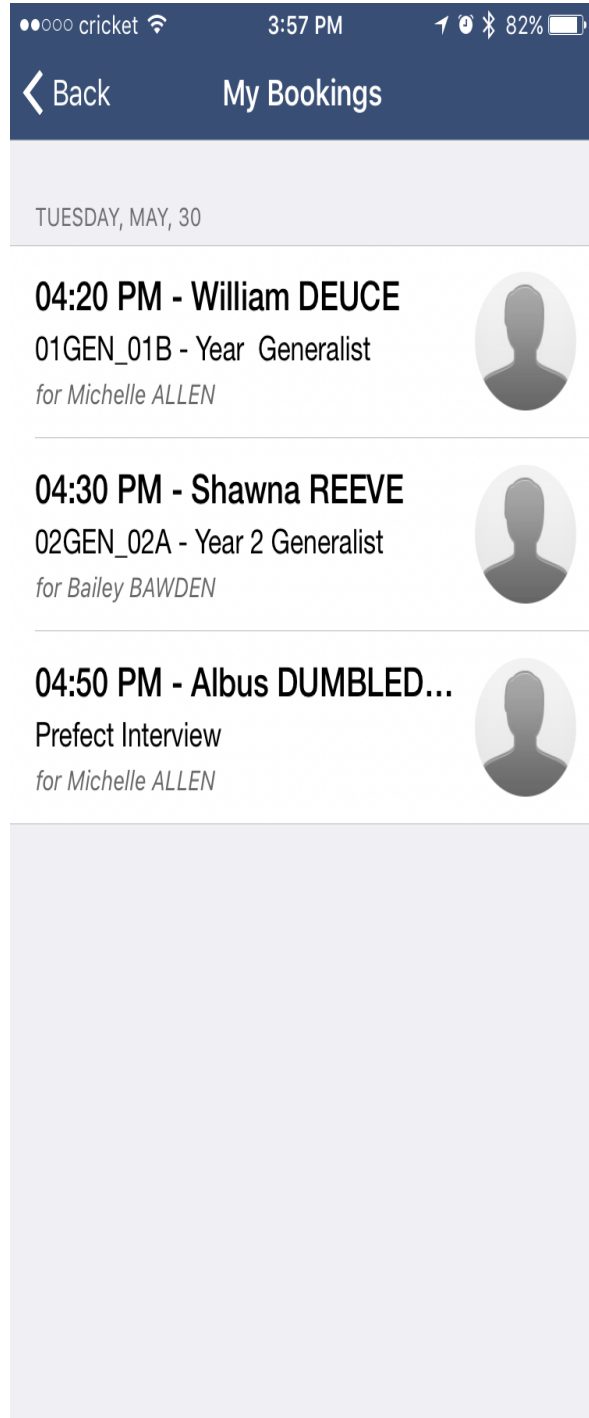 cricket 3:57 PM 82%
Back My Bookings
TUESDAY, MAY, 30
04:20 PM - William DEUCE
01GEN_01B - Year  Generalist
for Michelle ALLEN
04:30 PM - Shawna REEVE
02GEN_02A - Year 2 Generalist
for Bailey BAWDEN
04:50 PM - Albus DUMBLED...
Prefect Interview
for Michelle ALLEN